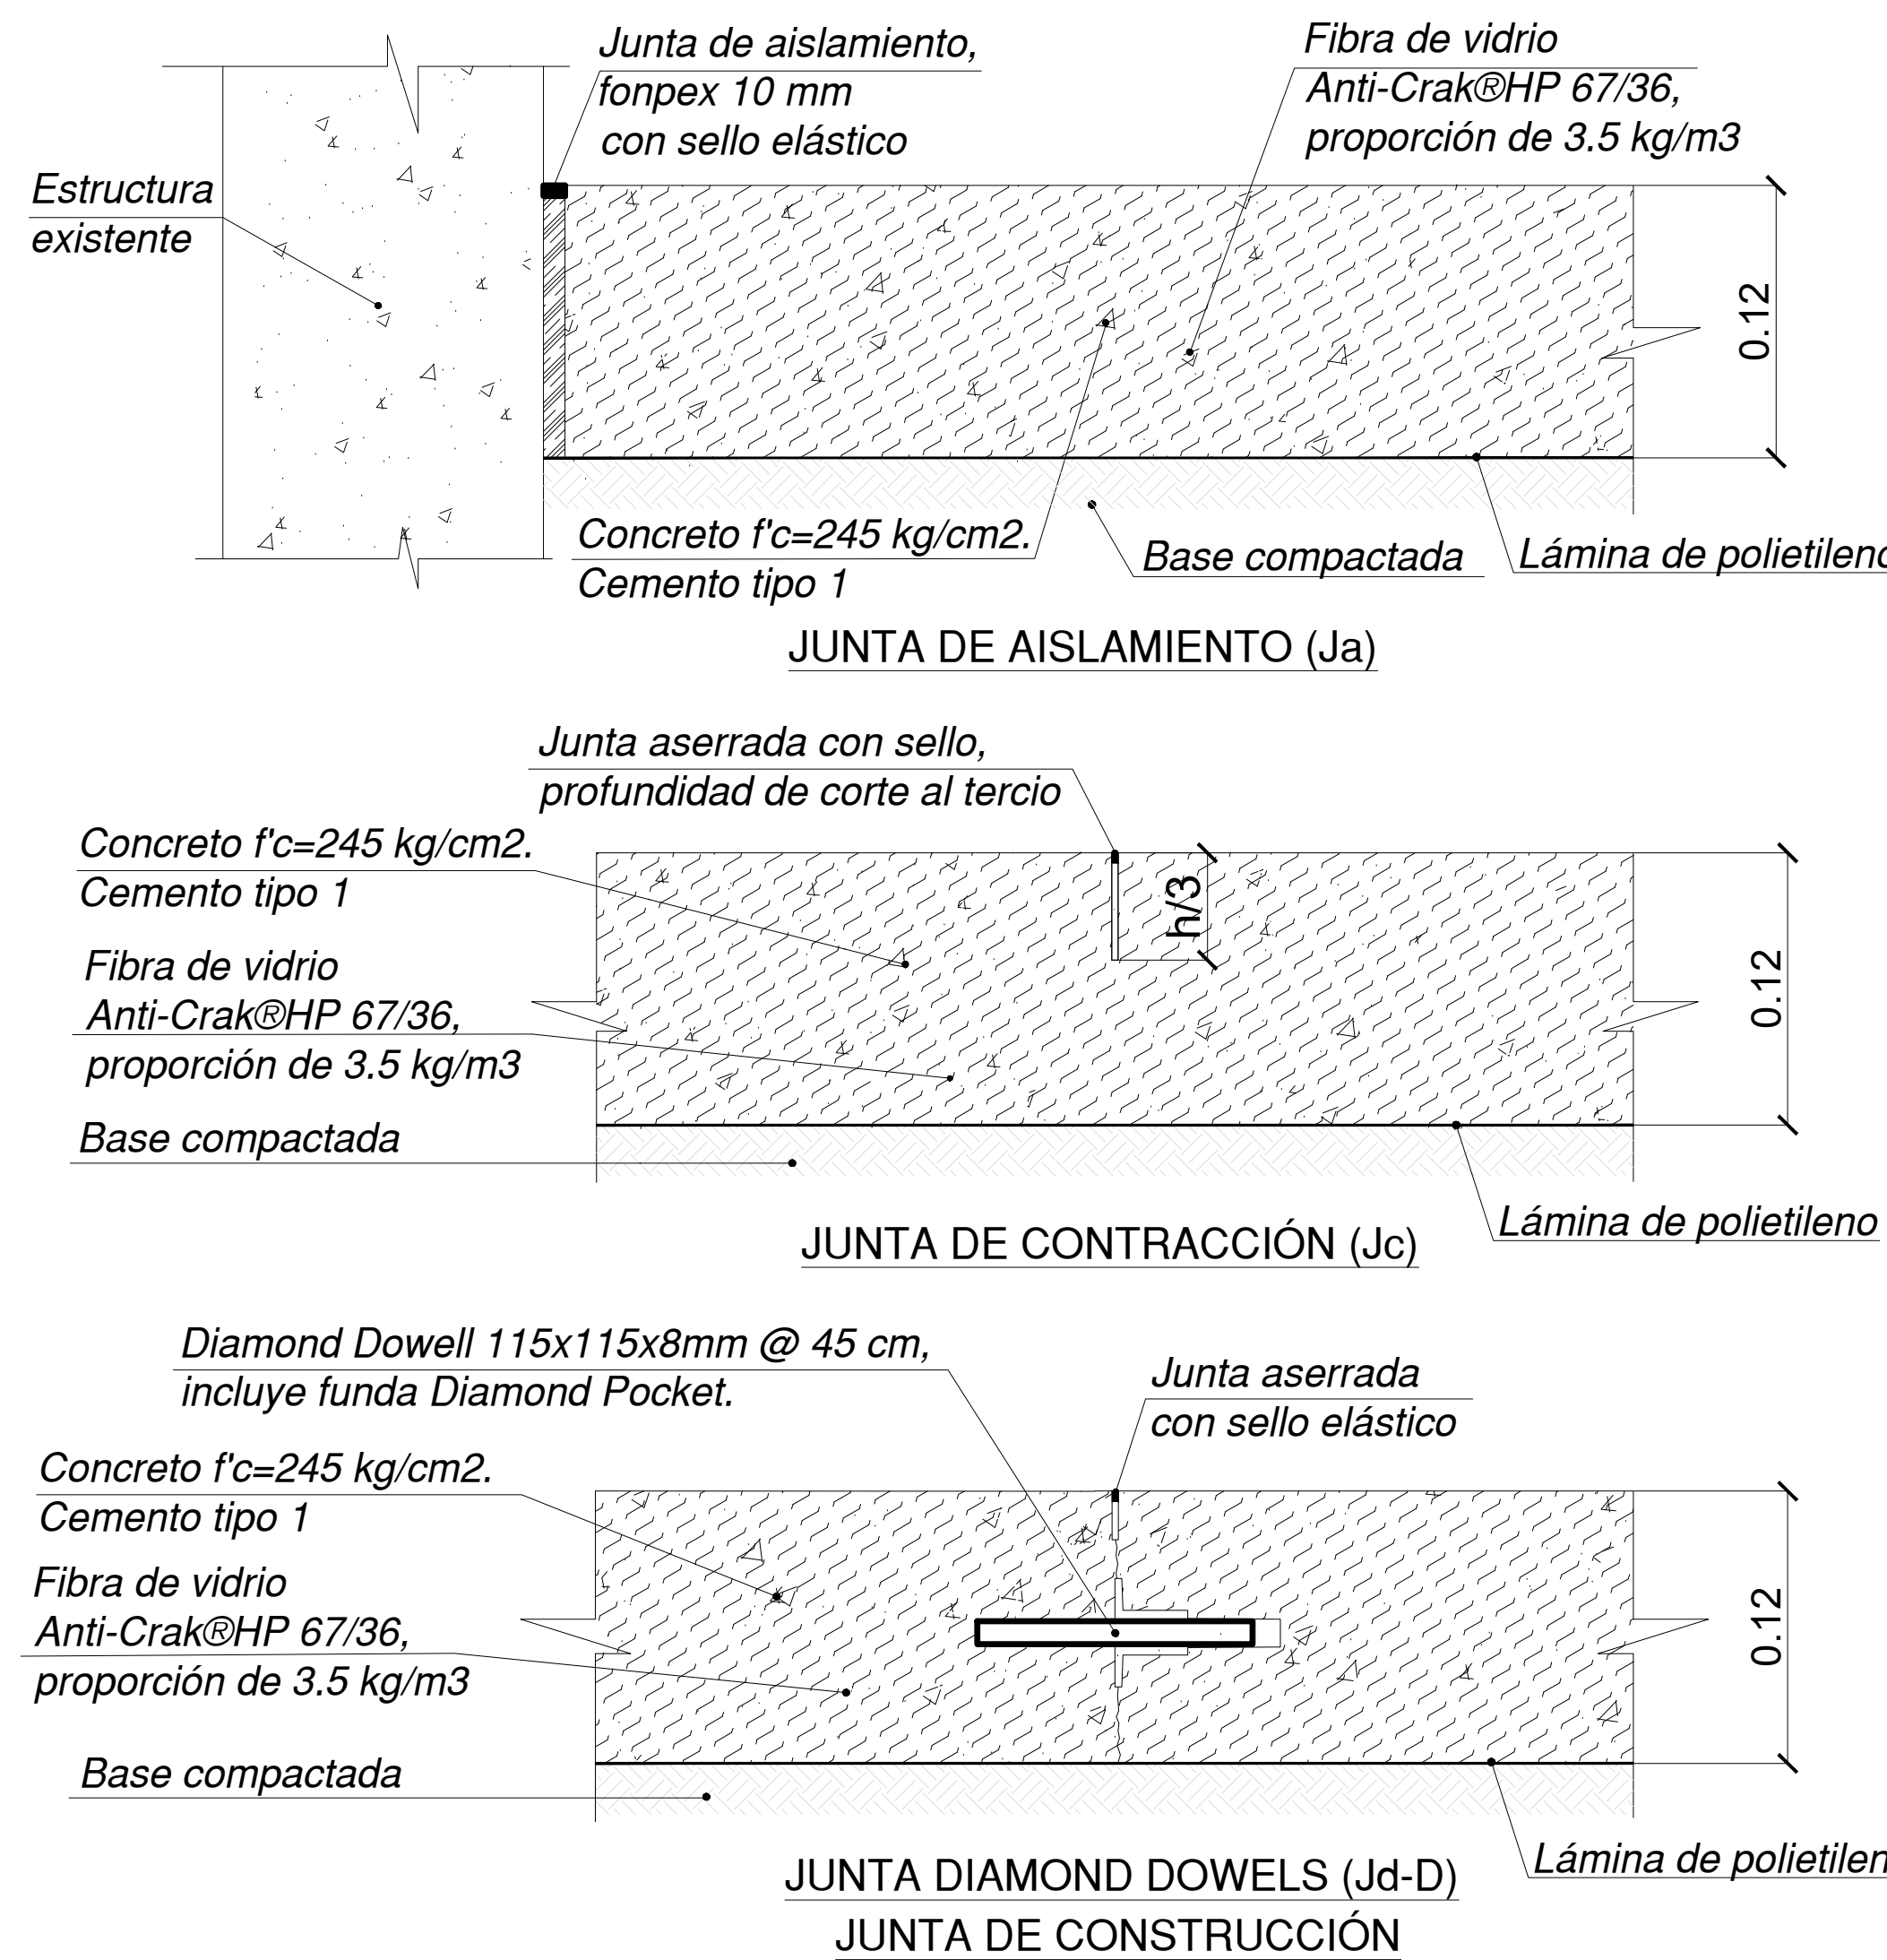 Junta de aislamiento,
fonpex 10 mm
con sello elástico
Fibra de vidrio
Anti-Crak®HP 67/36,
proporción de 3.5 kg/m3
Estructura
existente
0.12
Concreto f'c=245 kg/cm2.
Cemento tipo 1
Base compactada
Lámina de polietileno
JUNTA DE AISLAMIENTO (Ja)
Junta aserrada con sello,
profundidad de corte al tercio
Concreto f'c=245 kg/cm2.
Cemento tipo 1
h/3
Fibra de vidrio
Anti-Crak®HP 67/36,
proporción de 3.5 kg/m3
0.12
Base compactada
Lámina de polietileno
JUNTA DE CONTRACCIÓN (Jc)
Diamond Dowell 115x115x8mm @ 45 cm,
incluye funda Diamond Pocket.
Junta aserrada
con sello elástico
Concreto f'c=245 kg/cm2.
Cemento tipo 1
Fibra de vidrio
Anti-Crak®HP 67/36,
proporción de 3.5 kg/m3
0.12
Base compactada
Lámina de polietilen
JUNTA DIAMOND DOWELS (Jd-D)
JUNTA DE CONSTRUCCIÓN